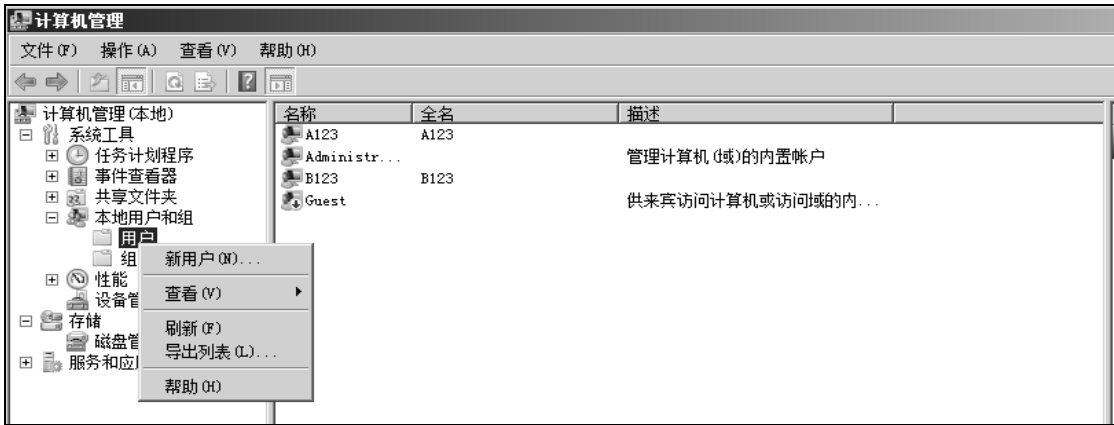 计算机管理
文件(F) 操作(A) 查看(V) 帮助(H)
计算机管理(本地)
系统工具
任务计划程序
事件查看器
共享文件夹
本地用户和组
用户
组
性能
设备管
存储
磁盘管
服务和应
新用户(N)...
查看(V)
刷新(F)
导出列表(L)...
帮助(H)
名称 全名 描述
A123 A123
Administr... 管理计算机(域)的内置帐户
B123 B123
Guest 供来宾访问计算机或访问域的内...